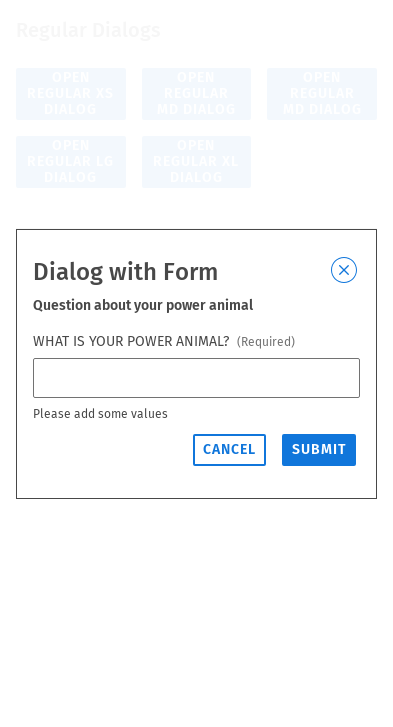 Regular Dialogs
OPEN
REGULAR XS
DIALOG
OPEN
REGULAR
MD DIALOG
OPEN
REGULAR
MD DIALOG
OPEN
REGULAR LG
DIALOG
OPEN
REGULAR XL
DIALOG
Dialog with Form
Question about your power animal
WHAT IS YOUR POWER ANIMAL? (Required)
Please add some values
CANCEL
SUBMIT